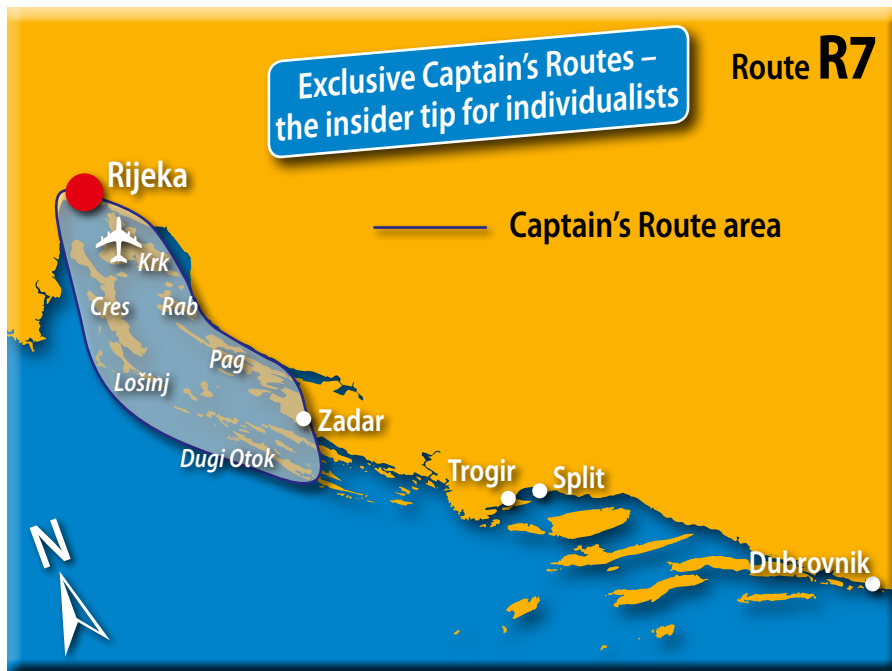 Exclusive Captain's Routes –
the insider tip for individualists
Route R7
Rijeka
Captain's Route area
Krk
Cres
Rab
Pag
Lošinj
Zadar
Dugi Otok
Trogir
Split
N
Dubrovnik